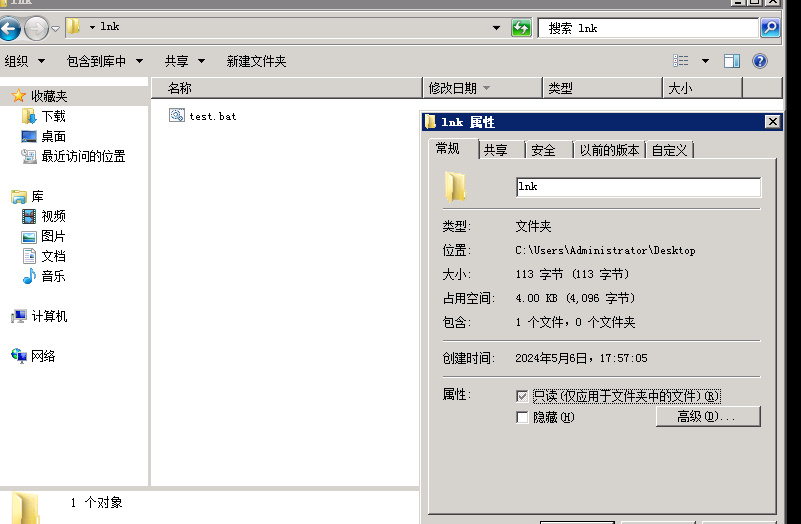 lnk
lnk
搜索 lnk
组织 包含到库中 共享 新建文件夹
名称 修改日期 类型 大小
收藏夹
下载
桌面
最近访问的位置
库
视频
图片
文档
音乐
计算机
网络
test.bat
lnk 属性
常规 共享 安全 以前的版本 自定义
lnk
类型: 文件夹
位置: C:\Users\Administrator\Desktop
大小: 113 字节 (113 字节)
占用空间: 4.00 KB (4,096 字节)
包含: 1 个文件，0 个文件夹
创建时间: 2024年5月6日，17:57:05
属性: 只读(仅应用于文件夹中的文件)(R)
隐藏(H) 高级(D)...
1 个对象